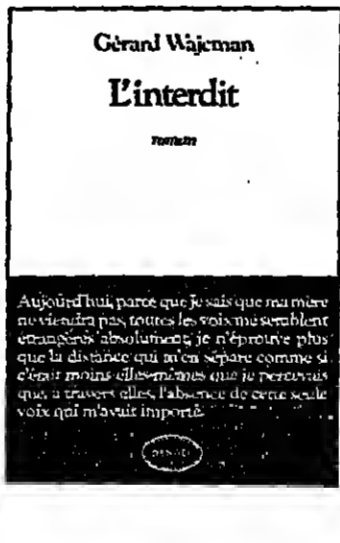 Gérard Wajcman
L'interdit
roman
Aujourd'hui, parce que je sais que ma mère
ne viendra pas, toutes les voix me semblent
étrangères absolument, je n'éprouve plus
que la distance qui m'en sépare comme si
c'était moins elles-mêmes que je percevais
que, à travers elles, l'absence de cette seule
voix qui m'avait importé.
DENOËL